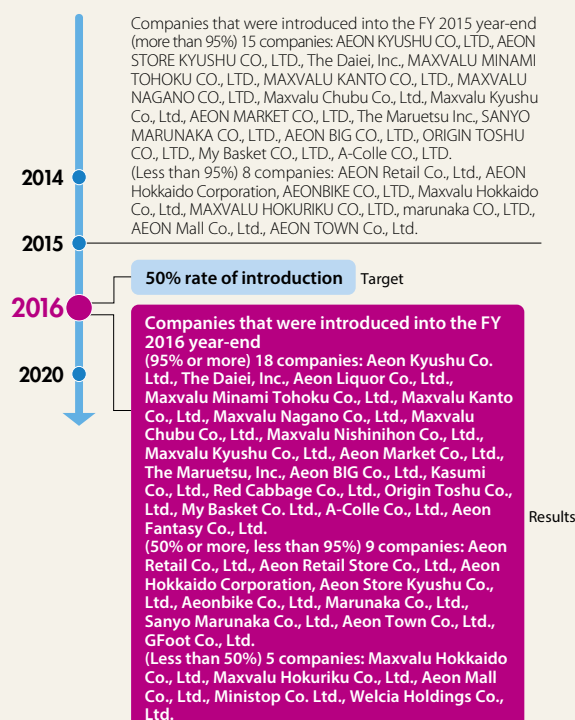 Companies that were introduced into the FY 2015 year-end
(more than 95%) 15 companies: AEON KYUSHU CO., LTD., AEON
STORE KYUSHU CO., LTD., The Daiei, Inc., MAXVALU MINAMI
TOHOKU CO., LTD., MAXVALU KANTO CO., LTD., MAXVALU
NAGANO CO., LTD., Maxvalu Chubu Co., Ltd., Maxvalu Kyushu
Co., Ltd., AEON MARKET CO., LTD., The Maruetsu Inc., SANYO
MARUNAKA CO., LTD., AEON BIG CO., LTD., ORIGIN TOSHU
CO., LTD., My Basket CO., LTD., A-Colle CO., LTD.
(Less than 95%) 8 companies: AEON Retail Co., Ltd., AEON
Hokkaido Corporation, AEONBIKE CO., LTD., Maxvalu Hokkaido
Co., Ltd., MAXVALU HOKURIKU CO., LTD., marunaka CO., LTD.,
AEON Mall Co., Ltd., AEON TOWN Co., Ltd.
2014
2015
50% rate of introduction Target
2016
Companies that were introduced into the FY
2016 year-end
(95% or more) 18 companies: Aeon Kyushu Co.
Ltd., The Daiei, Inc., Aeon Liquor Co., Ltd.,
Maxvalu Minami Tohoku Co., Ltd., Maxvalu Kanto
Co., Ltd., Maxvalu Nagano Co., Ltd., Maxvalu
Chubu Co., Ltd., Maxvalu Nishinihon Co., Ltd.,
Maxvalu Kyushu Co., Ltd., Aeon Market Co., Ltd.,
The Maruetsu, Inc., Aeon BIG Co., Ltd., Kasumi
Co., Ltd., Red Cabbage Co., Ltd., Origin Toshu Co.,
Ltd., My Basket Co. Ltd., A-Colle Co., Ltd., Aeon
Fantasy Co., Ltd.
(50% or more, less than 95%) 9 companies: Aeon
Retail Co., Ltd., Aeon Retail Store Co., Ltd., Aeon
Hokkaido Corporation, Aeon Store Kyushu Co.,
Ltd., Aeonbike Co., Ltd., Marunaka Co., Ltd.,
Sanyo Marunaka Co., Ltd., Aeon Town Co., Ltd.,
GFoot Co., Ltd.
(Less than 50%) 5 companies: Maxvalu Hokkaido
Co., Ltd., Maxvalu Hokuriku Co., Ltd., Aeon Mall
Co., Ltd., Ministop Co. Ltd., Welcia Holdings Co.,
Ltd.
Results
2020